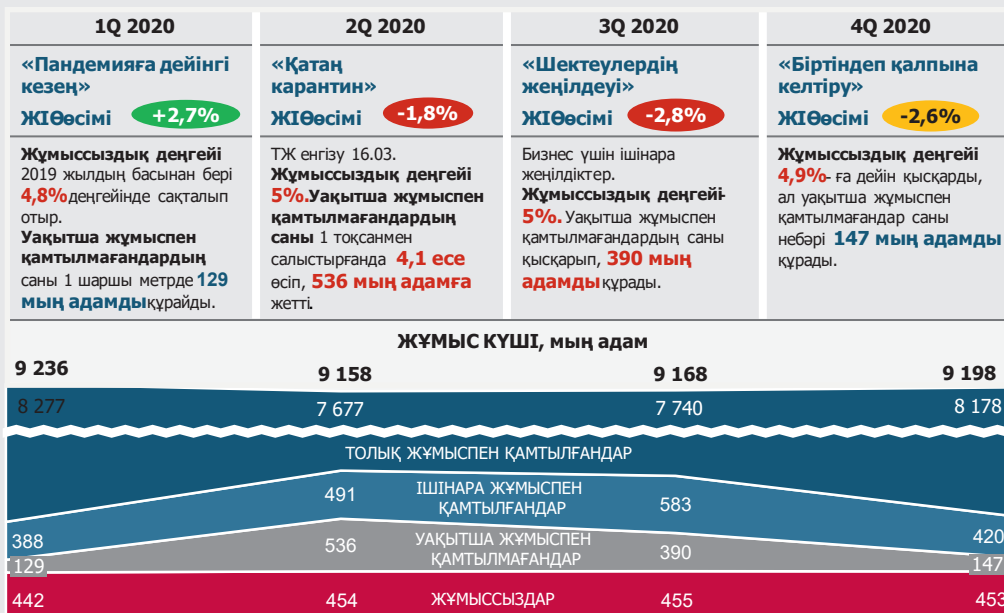 1Q 2020
«Пандемияға дейінгі
кезең»
ЖІӨөсімі +2,7%
Жұмыссыздық деңгейі
2019 жылдың басынан бері
4,8%деңгейінде сақталып
отыр.
Уақытша жұмыспен
қамтылмағандардың
саны 1 шаршы метрде 129
мың адамдықұрайды.
2Q 2020
«Қатаң
карантин»
ЖІӨөсімі -1,8%
ТЖ енгізу 16.03.
Жұмыссыздық деңгейі
5%.Уақытша жұмыспен
қамтылмағандардың
саны 1 тоқсанмен
салыстырғанда 4,1 есе
өсіп, 536 мың адамға
жетті.
3Q 2020
«Шектеулердің
жеңілдеуі»
ЖІӨөсімі -2,8%
Бизнес үшін ішінара
жеңілдіктер.
Жұмыссыздық деңгейі-
5%. Уақытша жұмыспен
қамтылмағандардың саны
қысқарып, 390 мың
адамдықұрады.
4Q 2020
«Біртіндеп қалпына
келтіру»
ЖІӨөсімі -2,6%
Жұмыссыздық деңгейі
4,9%- ға дейін қысқарды,
ал уақытша жұмыспен
қамтылмағандар саны
небәрі 147 мың адамды
құрады.
ЖҰМЫС КҮШІ, мың адам
9 236 9 158 9 168 9 198
8 277 7 677 7 740 8 178
ТОЛЫҚ ЖҰМЫСПЕН ҚАМТЫЛҒАНДАР
388 491 ІШІНАРА ЖҰМЫСПЕН 583 420
ҚАМТЫЛҒАНДАР
129 536 УАҚЫТША ЖҰМЫСПЕН 390 147
ҚАМТЫЛМАҒАНДАР
442 454 ЖҰМЫССЫЗДАР 455 453